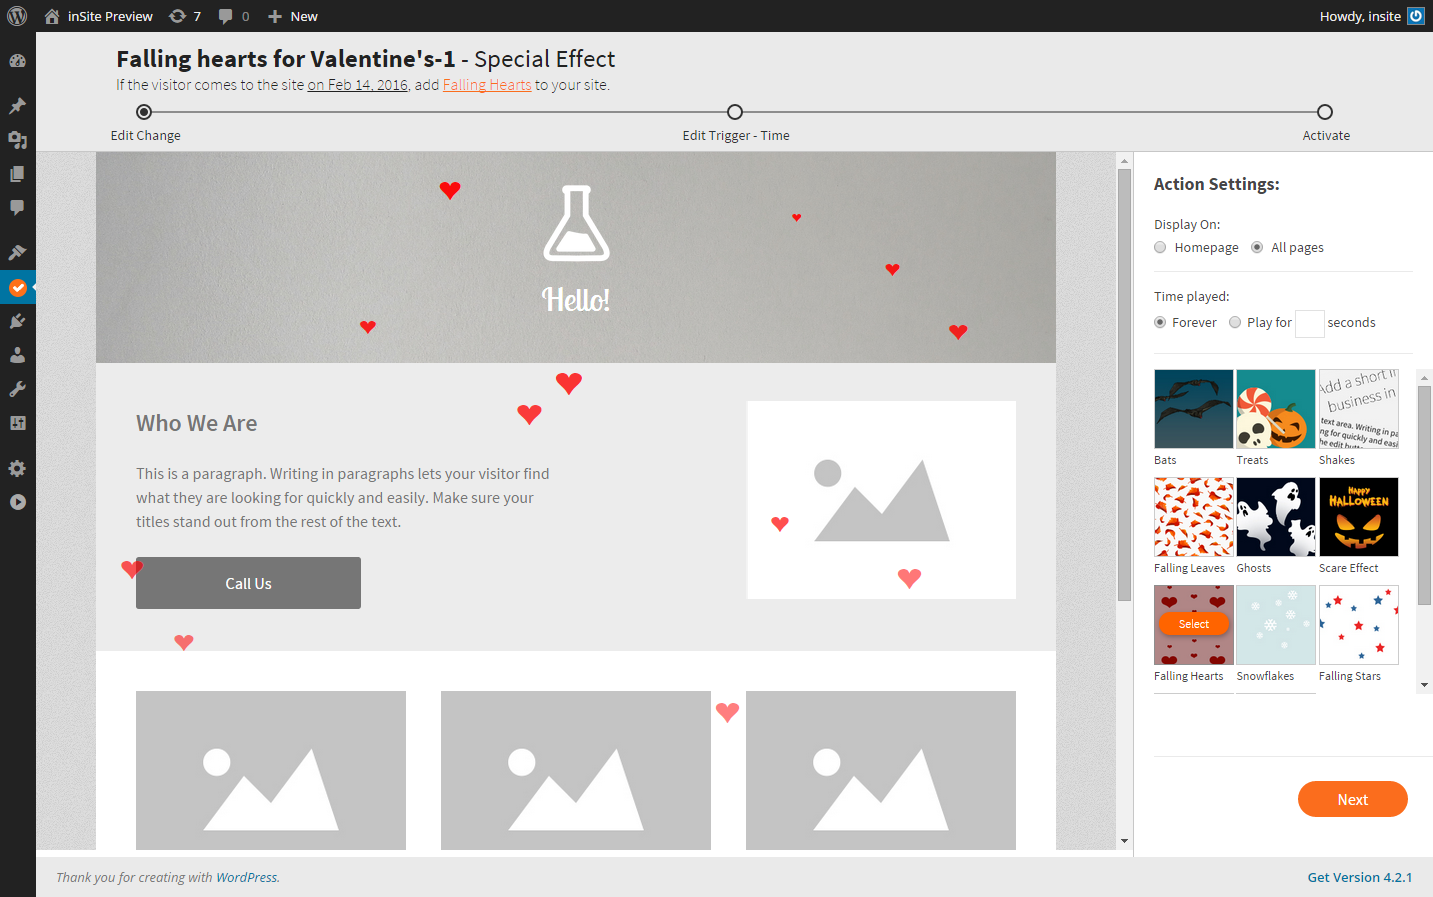 inSite Preview 7 0 New Howdy, insite
Falling hearts for Valentine's-1 - Special Effect
If the visitor comes to the site on Feb 14, 2016, add Falling Hearts to your site.
Edit Change Edit Trigger - Time Activate
Hello!
Who We Are
This is a paragraph. Writing in paragraphs lets your visitor find
what they are looking for quickly and easily. Make sure your
titles stand out from the rest of the text.
Call Us
Action Settings:
Display On:
Homepage All pages
Time played:
Forever Play for seconds
Add a short
business in
text area. Writing in
ng for quickly and
he edit
Bats Treats Shakes
Happy
HALLOWEEN
Falling Leaves Ghosts Scare Effect
Select
Falling Hearts Snowflakes Falling Stars
Next
Thank you for creating with WordPress. Get Version 4.2.1